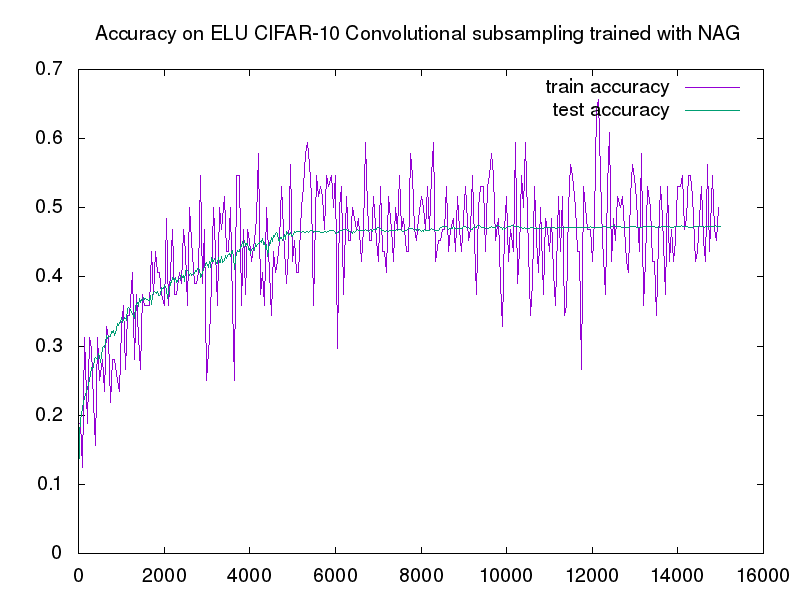 Accuracy on ELU CIFAR-10 Convolutional subsampling trained with NAG
0.7
train accuracy
test accuracy
0.6
0.5
0.4
0.3
0.2
0.1
0
0 2000 4000 6000 8000 10000 12000 14000 16000